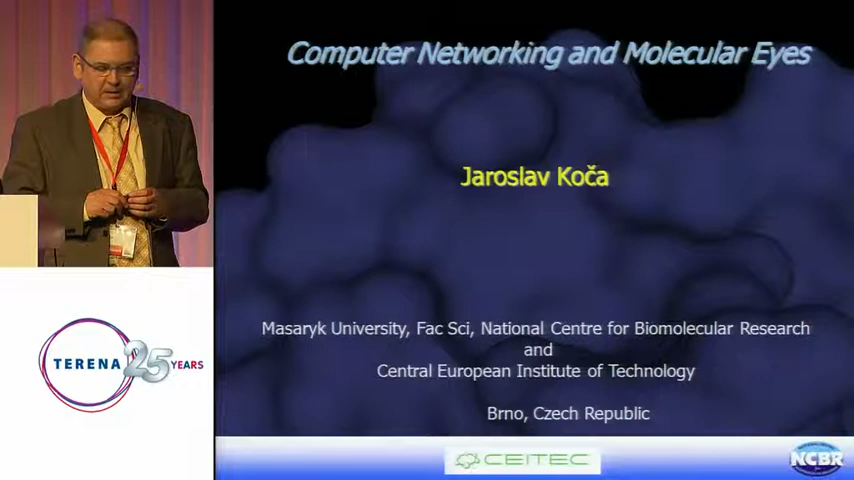 Computer Networking and Molecular Eyes
Jaroslav Koča
Masaryk University, Fac Sci, National Centre for Biomolecular Research
and
Central European Institute of Technology
Brno, Czech Republic
TERENA 25 YEARS
CEITEC
NCBR